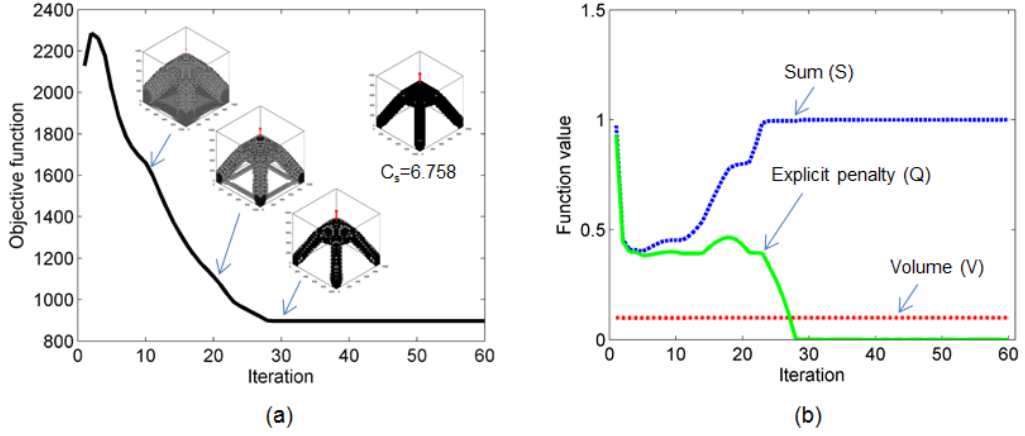 2400
2200
2000
1800
1600
1400
1200
1000
800
0
10
20
30
40
50
60
Objective function
Iteration
C_s=6.758
(a)
1.5
1
0.5
0
0
10
20
30
40
50
60
Function value
Iteration
Sum (S)
Explicit penalty (Q)
Volume (V)
(b)